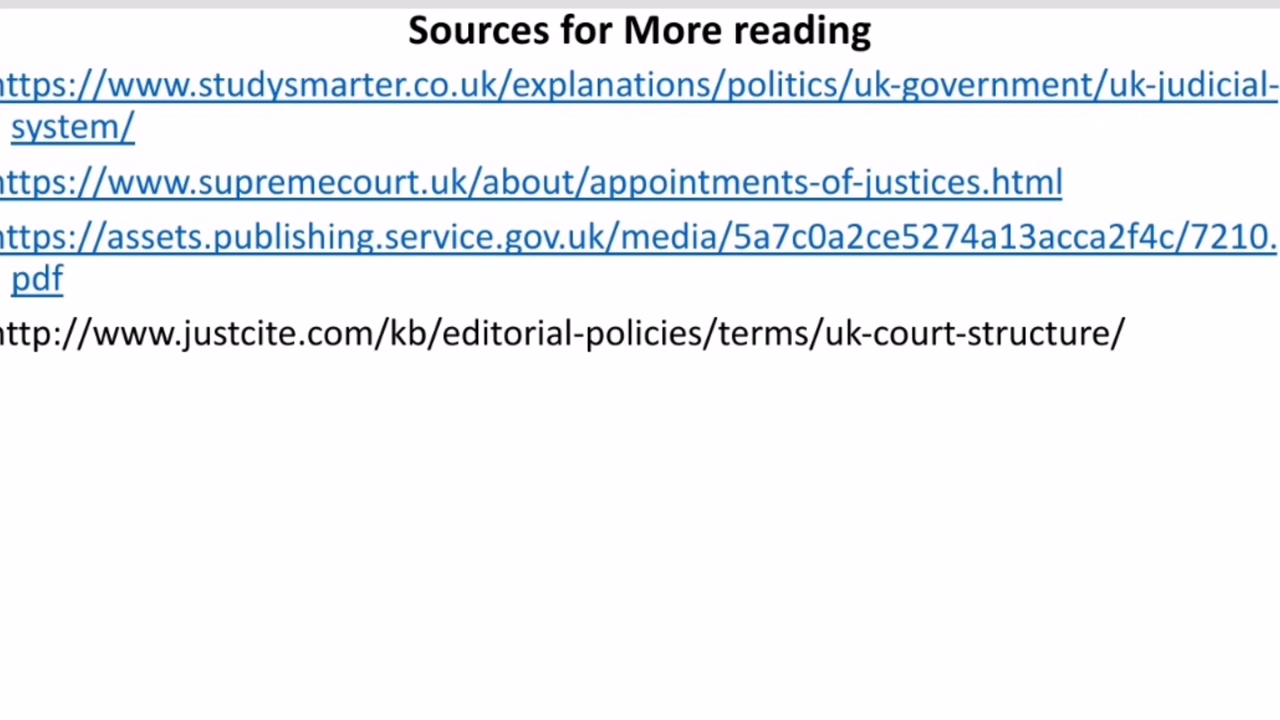 Sources for More reading
ttps://www.studysmarter.co.uk/explanations/politics/uk-government/uk-judicial-
system/
ttps://www.supremecourt.uk/about/appointments-of-justices.html
ttps://assets.publishing.service.gov.uk/media/5a7c0a2ce5274a13acca2f4c/7210.
pdf
ttp://www.justcite.com/kb/editorial-policies/terms/uk-court-structure/